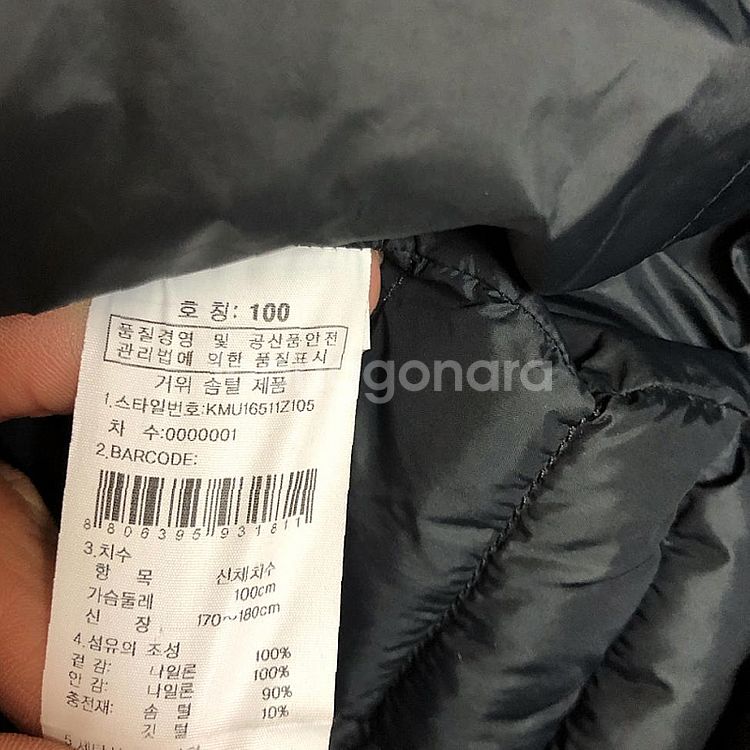 호 칭: 100
품질경영 및 공산품안전
관리법에 의한 품질표시
거위 솜털 제품
gonara
1.스타일번호:KMU16511Z105
차 수:0000001
2.BARCODE:
8806395931811
3.치수
항 목 신체치수
가슴둘레 100cm
신 장, 170~180cm
4.섬유의 조성
겉 감: 나일론 100%
안 감: 나일론 100%
충전재: 솜 털 90%
깃 털 10%